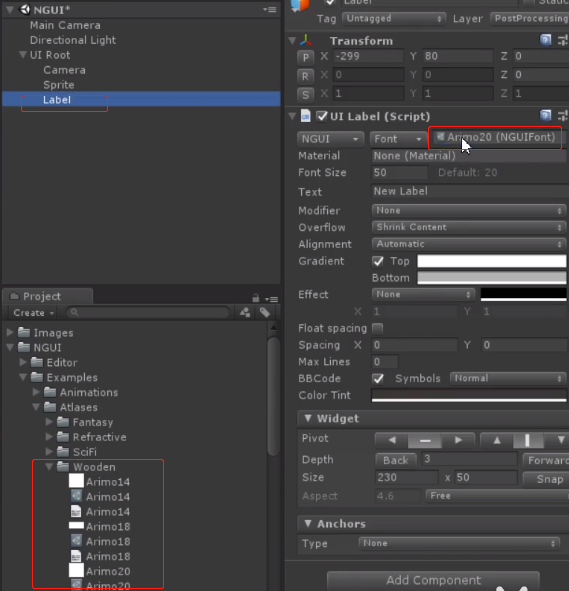 NGUI*
Main Camera
Directional Light
UI Root
Camera
Sprite
Label
Project
Create
Images
NGUI
Editor
Examples
Animations
Atlases
Fantasy
Refractive
SciFi
Wooden
Arimo14
Arimo14
Arimo14
Arimo18
Arimo18
Arimo18
Arimo20
Arimo20
Label
Tag Untagged Layer PostProcessing
Transform
P X -299 Y 80 Z 0
R X 0 Y 0 Z 0
S X 1 Y 1 Z 1
UI Label (Script)
NGUI Font Arimo20 (NGUIFont)
Material None (Material)
Font Size 50 Default: 20
Text New Label
Modifier None
Overflow Shrink Content
Alignment Automatic
Gradient Top
Bottom
Effect None
X 1 Y 1
Float spacing
Spacing X 0 Y 0
Max Lines 0
BBCode Symbols Normal
Color Tint
Widget
Pivot
Depth Back 3 Forward
Size 230 x 50 Snap
Aspect 4.6 Free
Anchors
Type None
Add Component